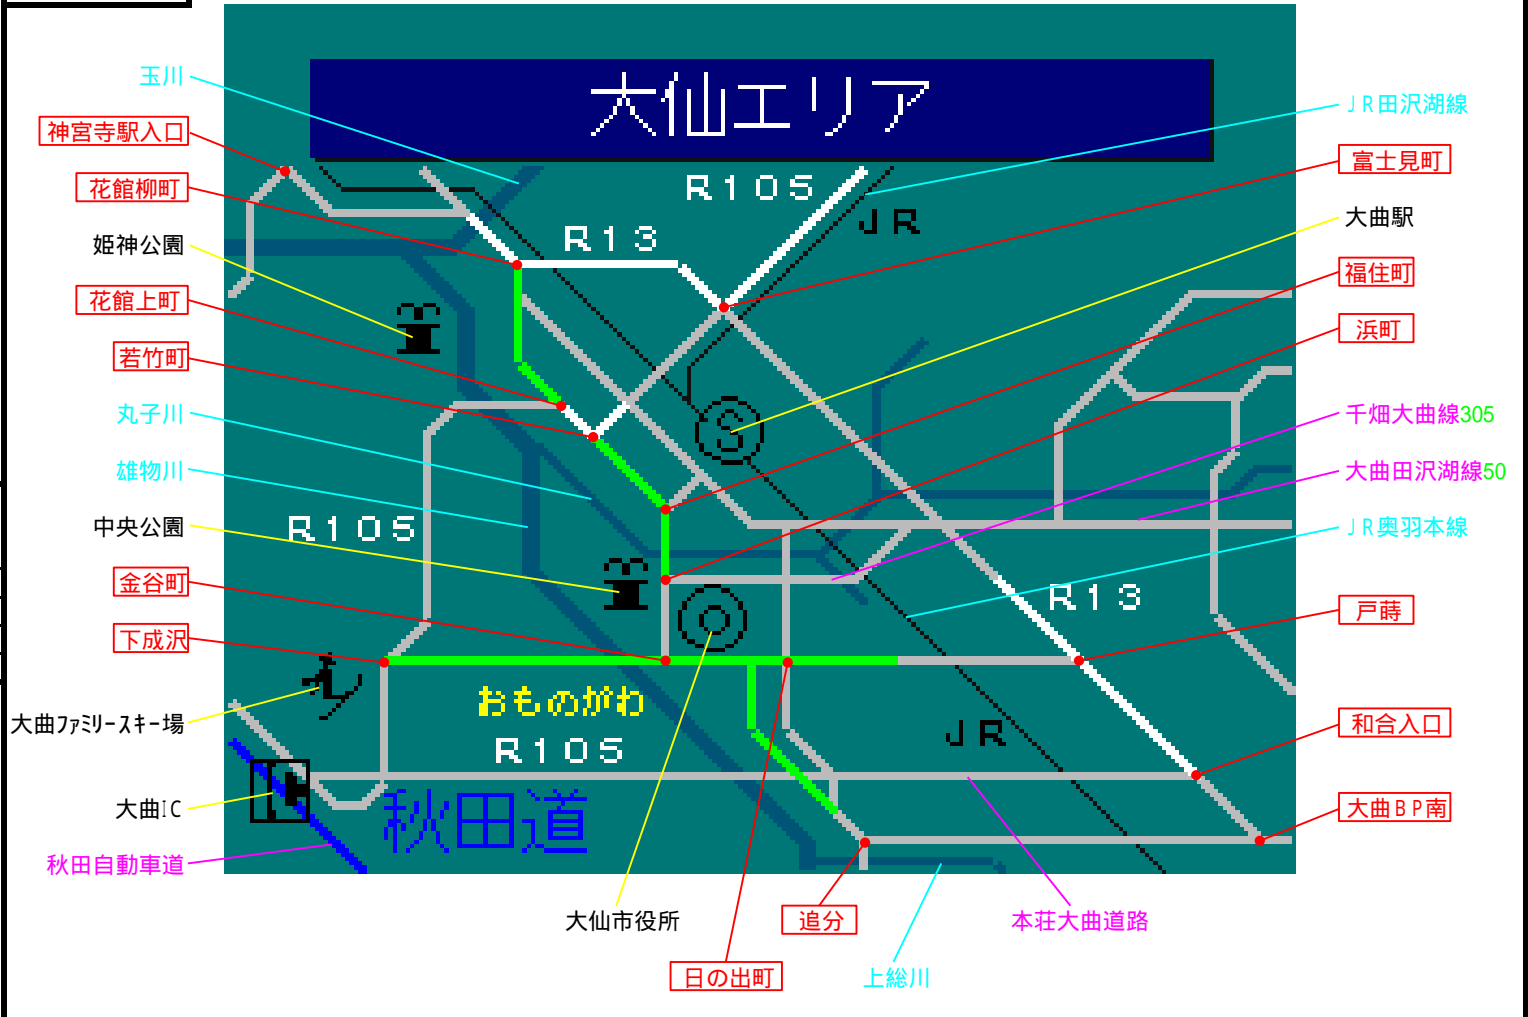 大仙エリア
玉川
神宮寺駅入口
花館柳町
姫神公園
花館上町
若竹町
丸子川
雄物川
中央公園
金谷町
下成沢
大曲ファミリースキー場
大曲IC
秋田自動車道
R105
JR
R13
R105
R13
おものがわ
R105
JR
秋田道
JR田沢湖線
富士見町
大曲駅
福住町
浜町
千畑大曲線305
大曲田沢湖線50
JR奥羽本線
戸蒔
和合入口
大曲BP南
大仙市役所
追分
本荘大曲道路
日の出町
上総川